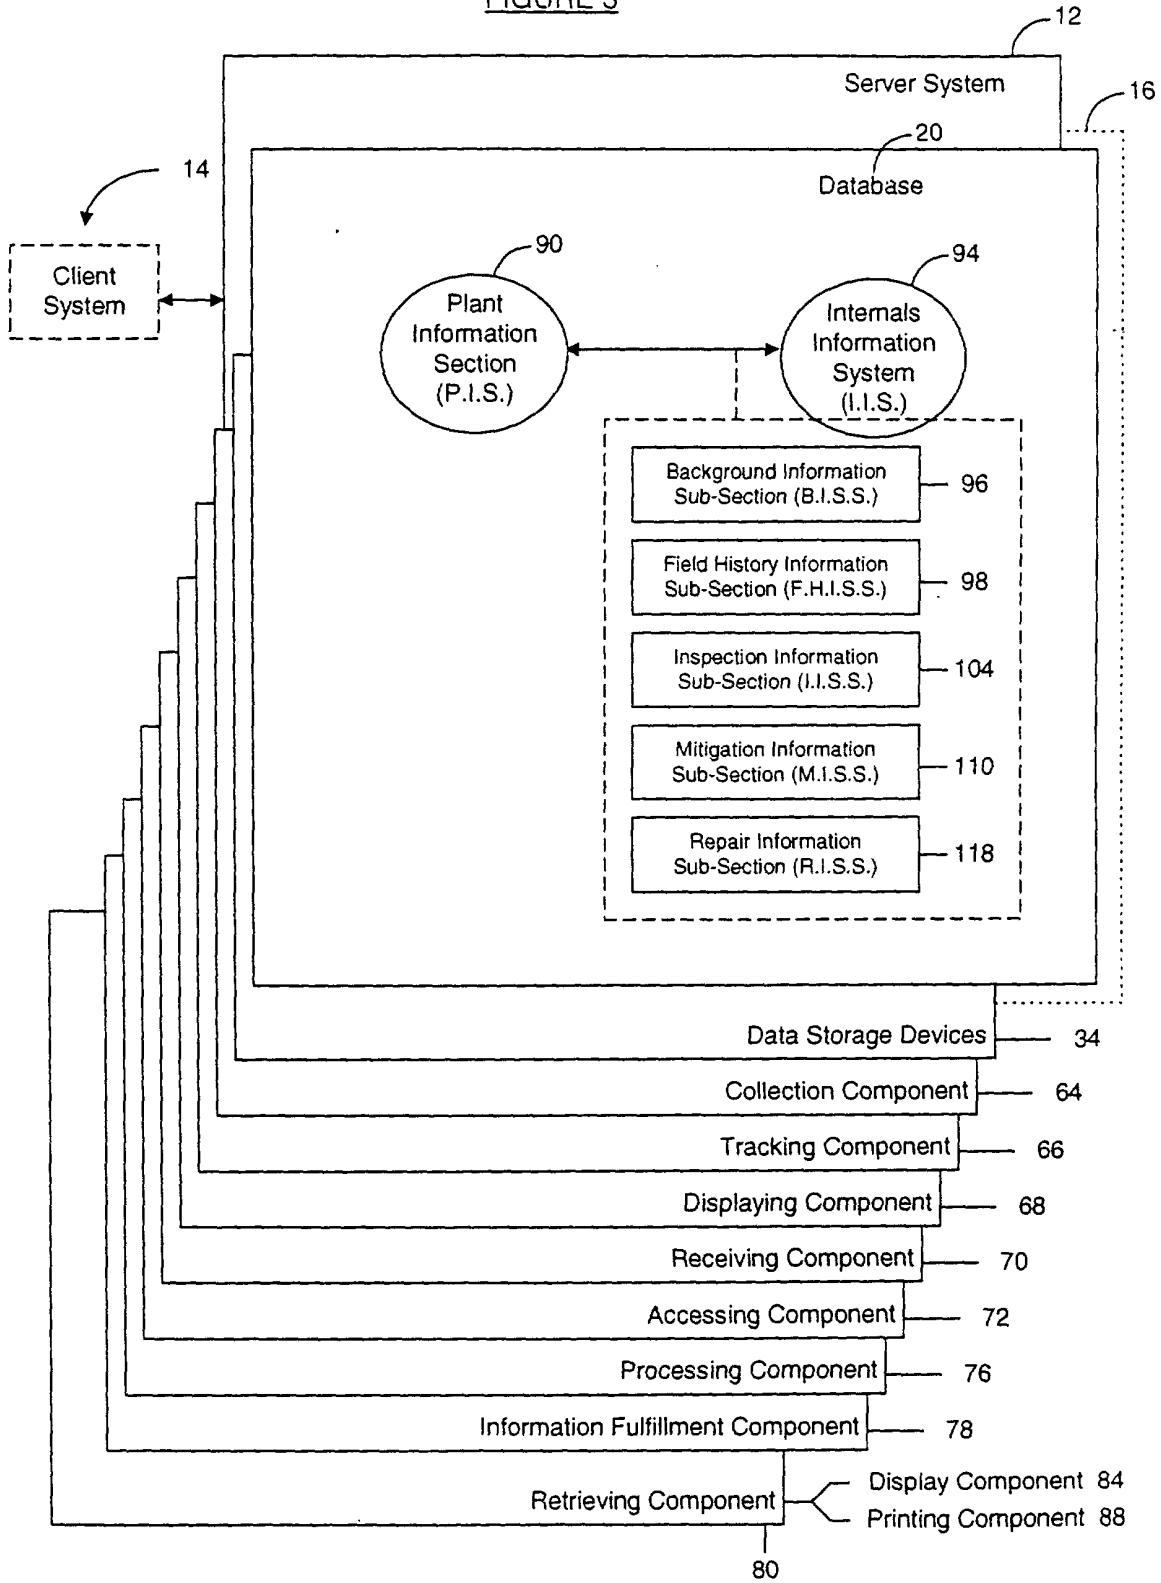 FIGURE 3
12
Server System
16
20
Database
14
Client
System
90
Plant
Information
Section
(P.I.S.)
94
Internals
Information
System
(I.I.S.)
Background Information
Sub-Section (B.I.S.S.)
96
Field History Information
Sub-Section (F.H.I.S.S.)
98
Inspection Information
Sub-Section (I.I.S.S.)
104
Mitigation Information
Sub-Section (M.I.S.S.)
110
Repair Information
Sub-Section (R.I.S.S.)
118
Data Storage Devices 34
Collection Component 64
Tracking Component 66
Displaying Component 68
Receiving Component 70
Accessing Component 72
Processing Component 76
Information Fulfillment Component 78
Retrieving Component
Display Component 84
Printing Component 88
80